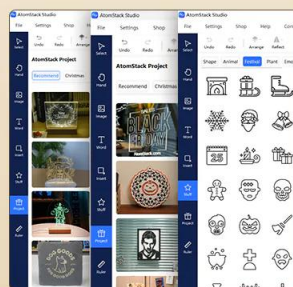 AtomStack Studio
File
Settings
Shop
Undo
Redo
Arrange
Select
Hand
Image
Word
Insert
Stuff
Project
Ruler
AtomStack Project
Recommend
Christmas
AtomStack Studio
File
Settings
Shop
Undo
Redo
Select
Hand
Image
Word
Insert
Stuff
Project
Ruler
AtomStack Project
Recommend
Christmas
BLACK
FRIDAY
AtomStack Studio
File
Settings
Shop
Help
Undo
Redo
Arrange
Reflect
Select
Hand
Image
Word
Insert
Stuff
Project
Ruler
Shape
Animal
Festival
Plant
25
DOG GOODS